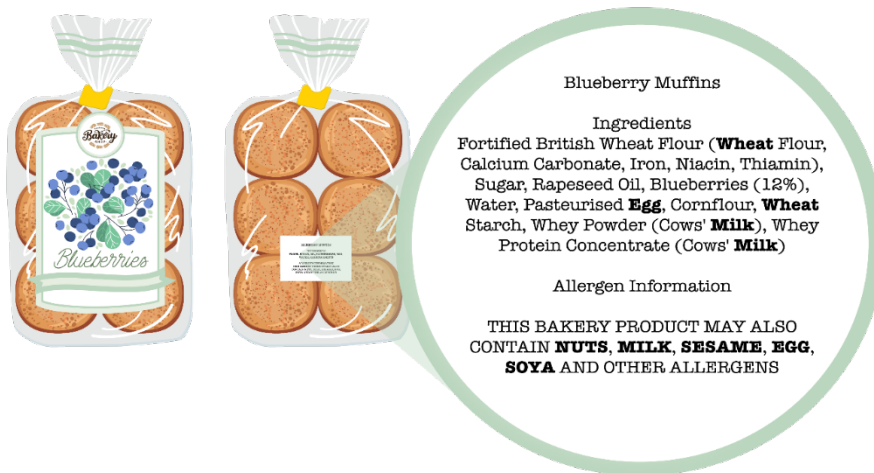 Bakery
Blueberries
Blueberry Muffins
Ingredients
Fortified British Wheat Flour (Wheat Flour,
Calcium Carbonate, Iron, Niacin, Thiamin),
Sugar, Rapeseed Oil, Blueberries (12%),
Water, Pasteurised Egg, Cornflour, Wheat
Starch, Whey Powder (Cows' Milk), Whey
Protein Concentrate (Cows' Milk)
Allergen Information
THIS BAKERY PRODUCT MAY ALSO
CONTAIN NUTS, MILK, SESAME, EGG,
SOYA AND OTHER ALLERGENS